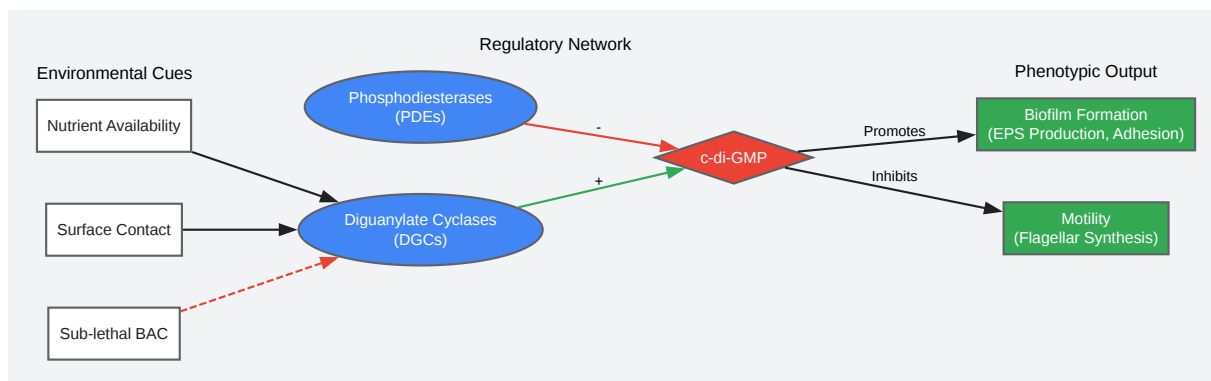 Regulatory Network
Environmental Cues
Phenotypic Output
Nutrient Availability
Phosphodiesterases
(PDEs)
-
c-di-GMP
Promotes
Biofilm Formation
(EPS Production, Adhesion)
Surface Contact
Diguanylate Cyclases
(DGCs)
+
Inhibits
Motility
(Flagellar Synthesis)
Sub-lethal BAC